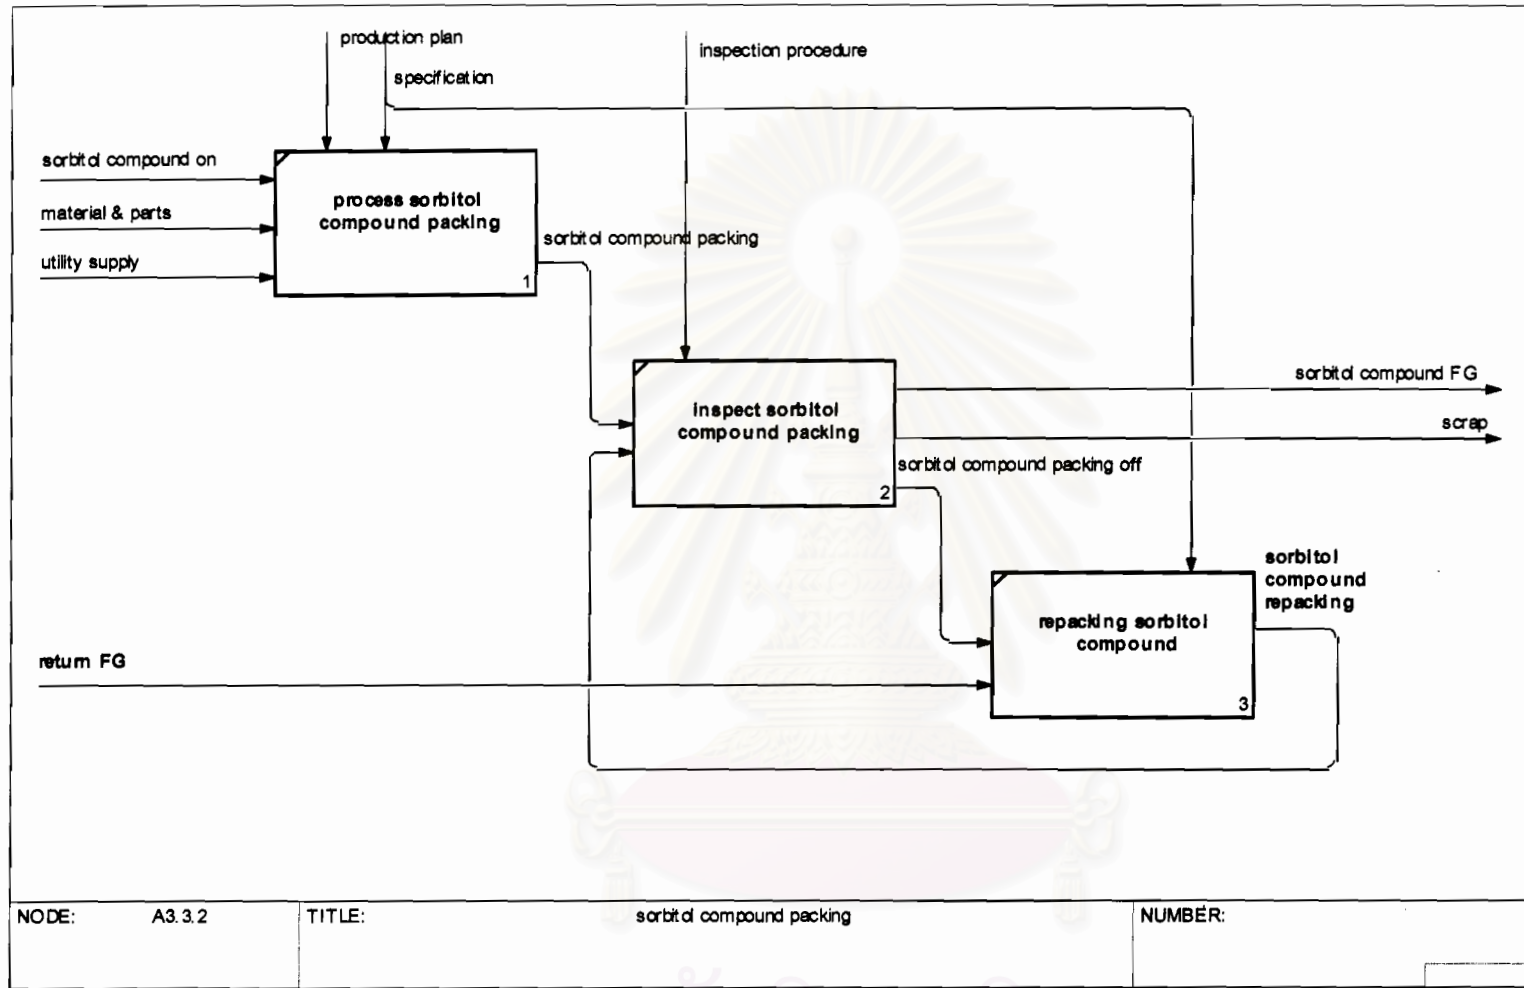 production plan
specification
inspection procedure
sorbitol compound on
material & parts
utility supply
process sorbitol
compound packing
1
sorbitol compound packing
inspect sorbitol
compound packing
2
sorbitol compound FG
scrap
sorbitol compound packing off
sorbitol
compound
repacking
repacking sorbitol
compound
3
return FG
NODE: A3.3.2 TITLE: sorbitol compound packing NUMBER: